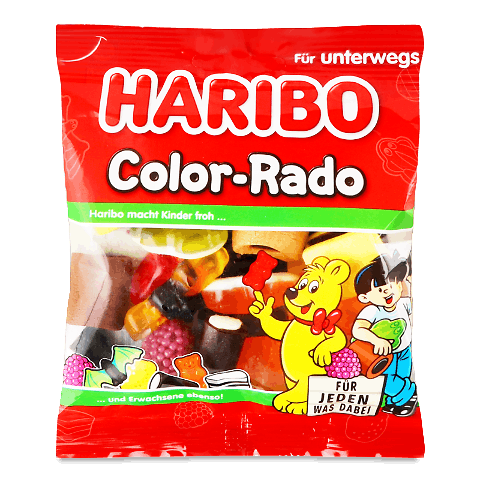 Für unterwegs
HARIBO
Color-Rado
Haribo macht Kinder froh ...
FÜR
JEDEN
WAS DABEI
... und Erwachsene ebenso!